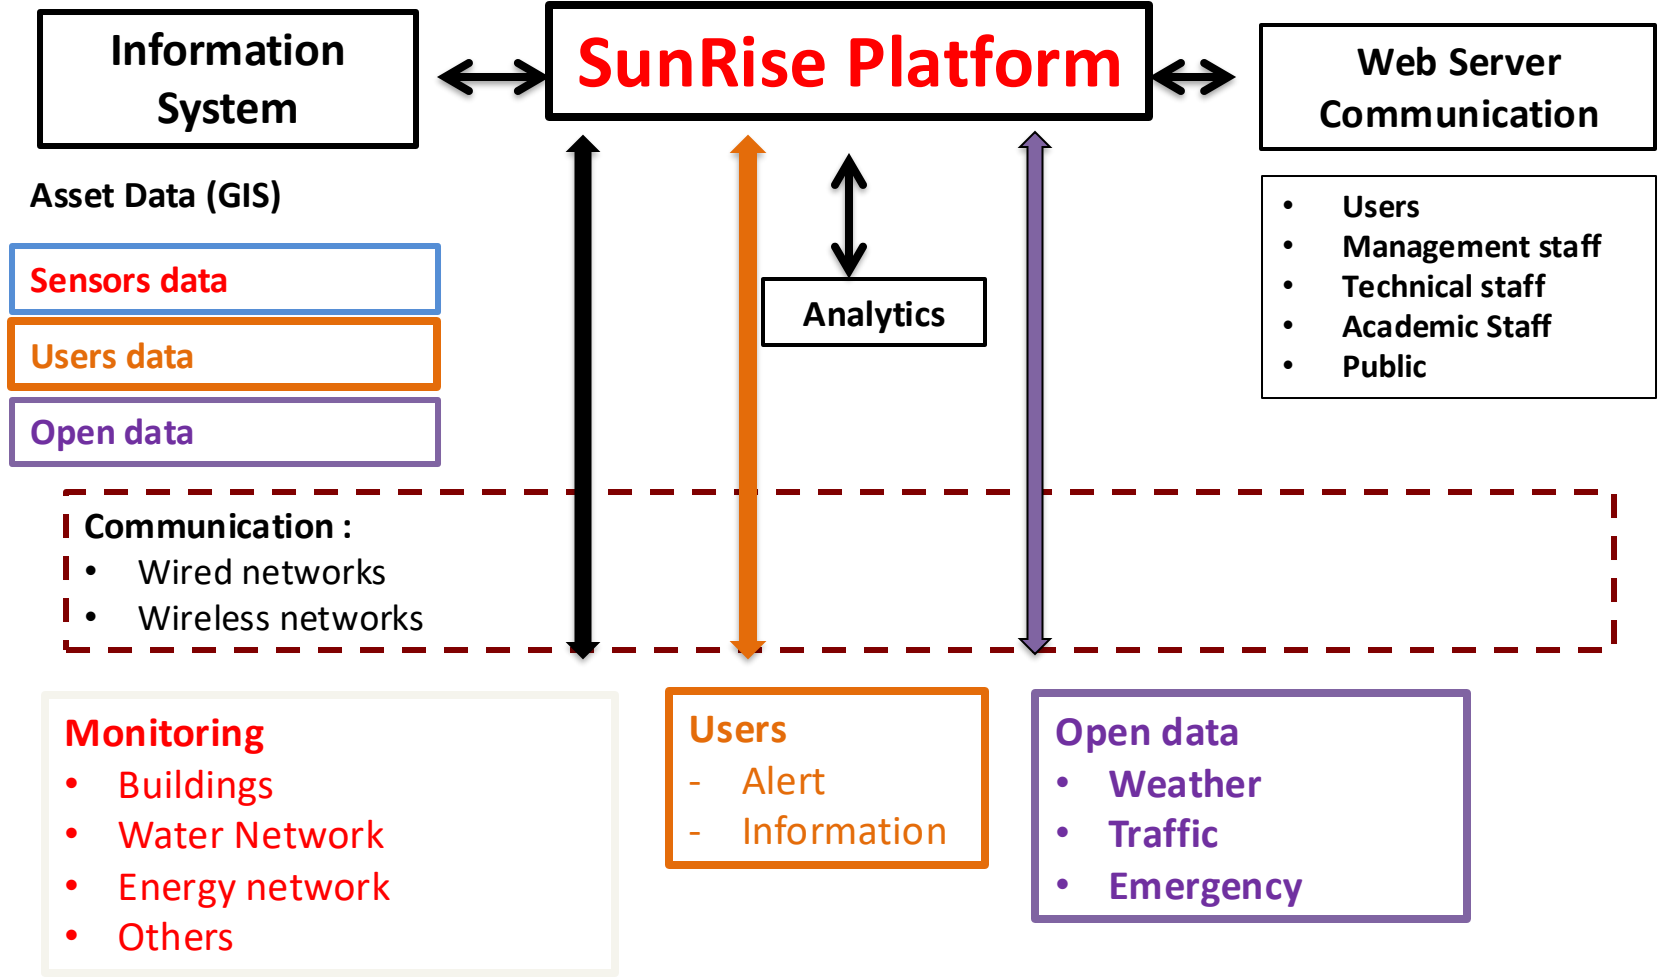 Information
System
SunRise Platform
Web Server
Communication
Asset Data (GIS)
Sensors data
Users data
Open data
Analytics
• Users
• Management staff
• Technical staff
• Academic Staff
• Public
Communication :
• Wired networks
• Wireless networks
Monitoring
• Buildings
• Water Network
• Energy network
• Others
Users
- Alert
- Information
Open data
• Weather
• Traffic
• Emergency